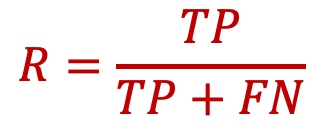 R = TP / TP + FN